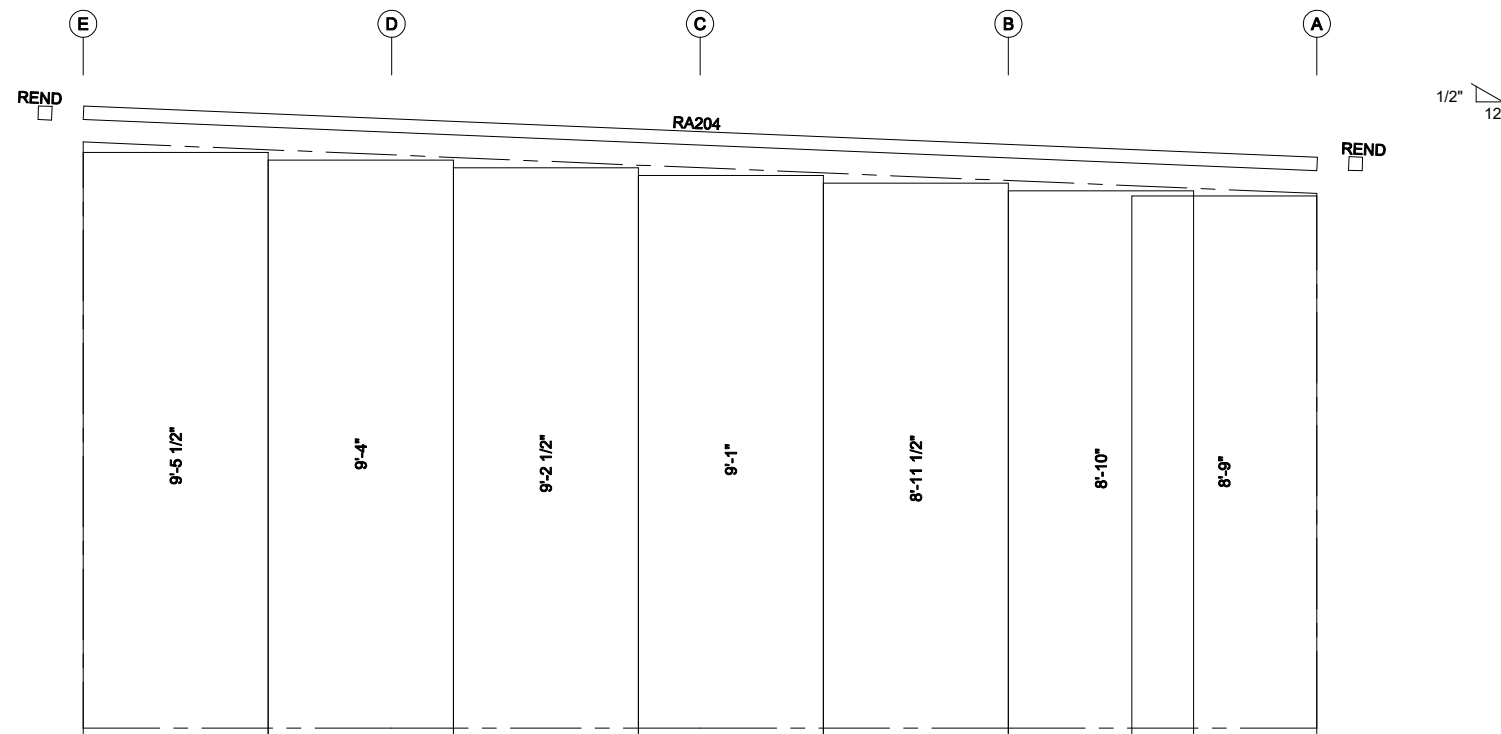 E
D
C
B
A
REND
RA204
REND
1/2"
12
9'-5 1/2"
9'-4"
9'-2 1/2"
9'-1"
8'-11 1/2"
8'-10"
8'-9"